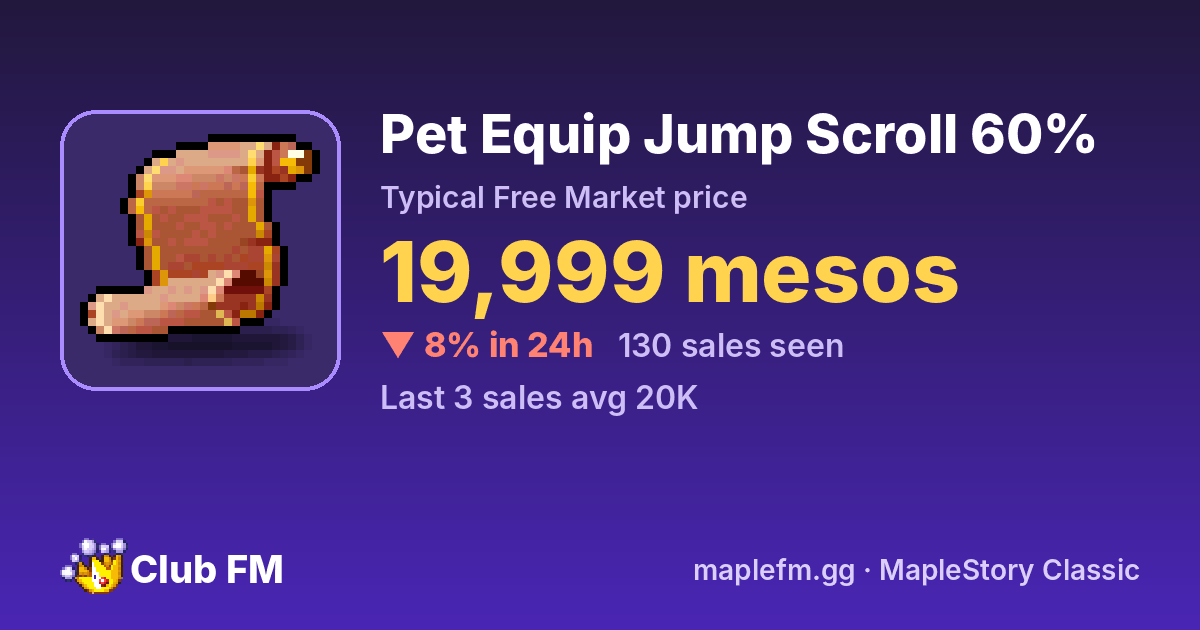 Pet Equip Jump Scroll 60%
Typical Free Market price
19,999 mesos
▼ 8% in 24h 130 sales seen
Last 3 sales avg 20K
Club FM
maplefm.gg · MapleStory Classic